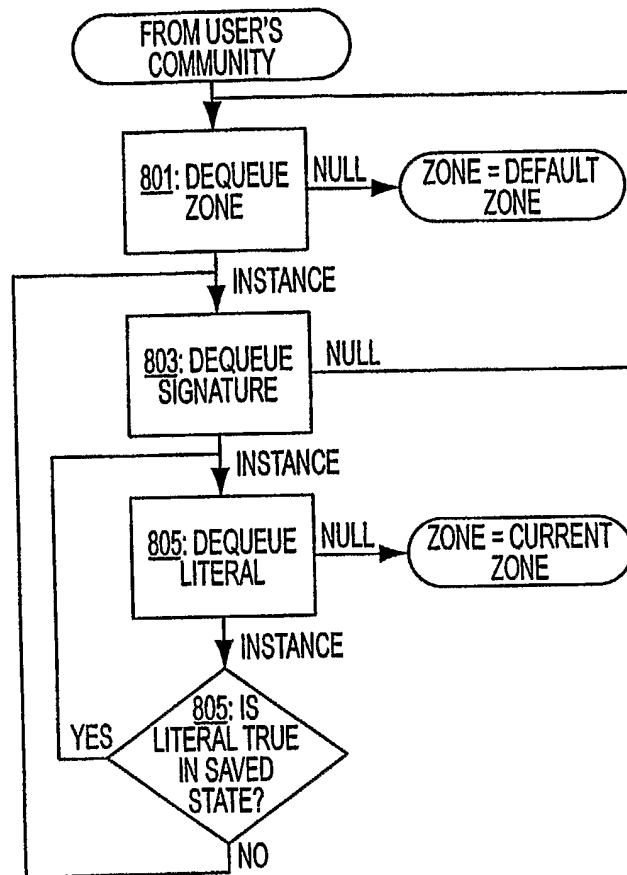 FROM USER'S
COMMUNITY
801: DEQUEUE
ZONE
NULL
ZONE = DEFAULT
ZONE
INSTANCE
803: DEQUEUE
SIGNATURE
NULL
INSTANCE
805: DEQUEUE
LITERAL
NULL
ZONE = CURRENT
ZONE
INSTANCE
805: IS
LITERAL TRUE
IN SAVED
STATE?
YES
NO